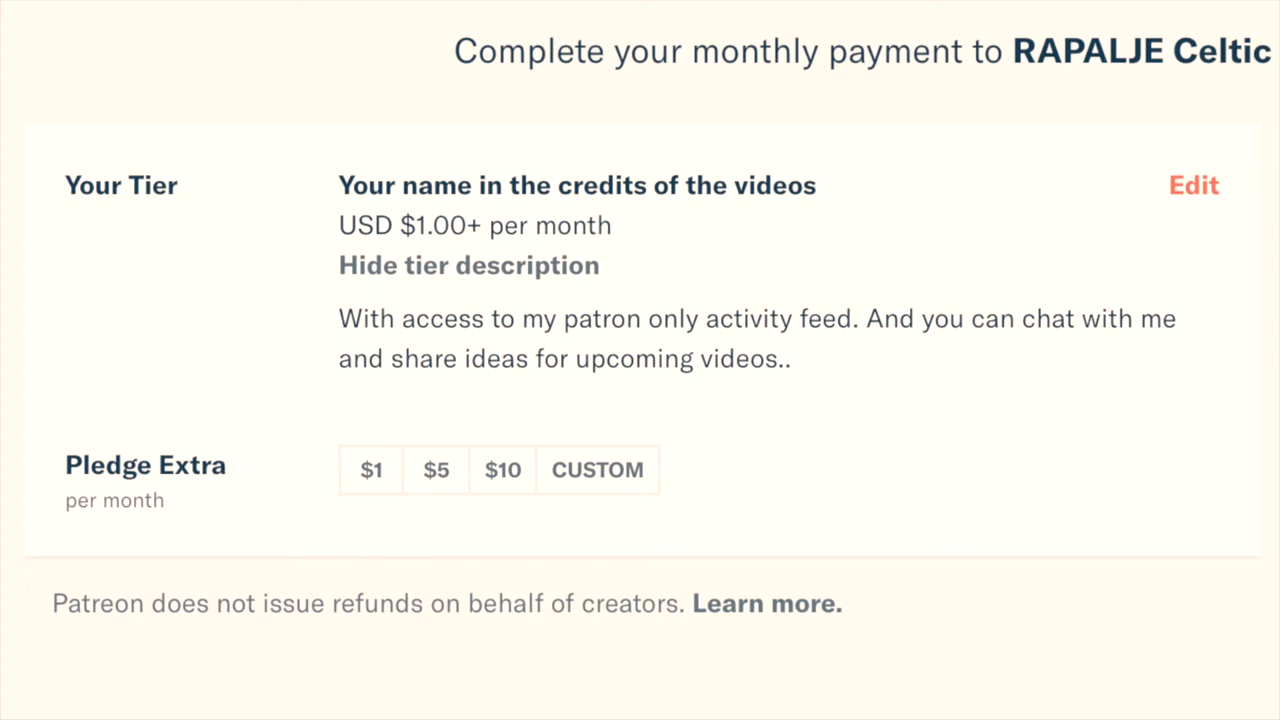 Complete your monthly payment to RAPALJE Celtic
Your Tier
Your name in the credits of the videos
Edit
USD $1.00+ per month
Hide tier description
With access to my patron only activity feed. And you can chat with me
and share ideas for upcoming videos..
Pledge Extra
per month
$1 $5 $10 CUSTOM
Patreon does not issue refunds on behalf of creators. Learn more.